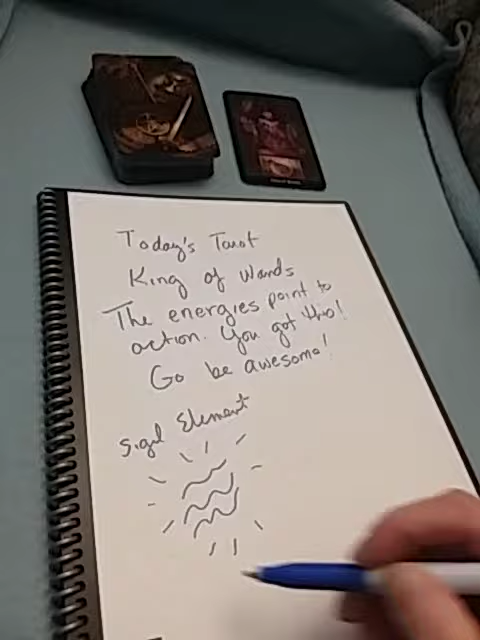 Today's Tarot
King of Wands
The energies point to
action. You got this!
Go be awesome!
Sigil Element